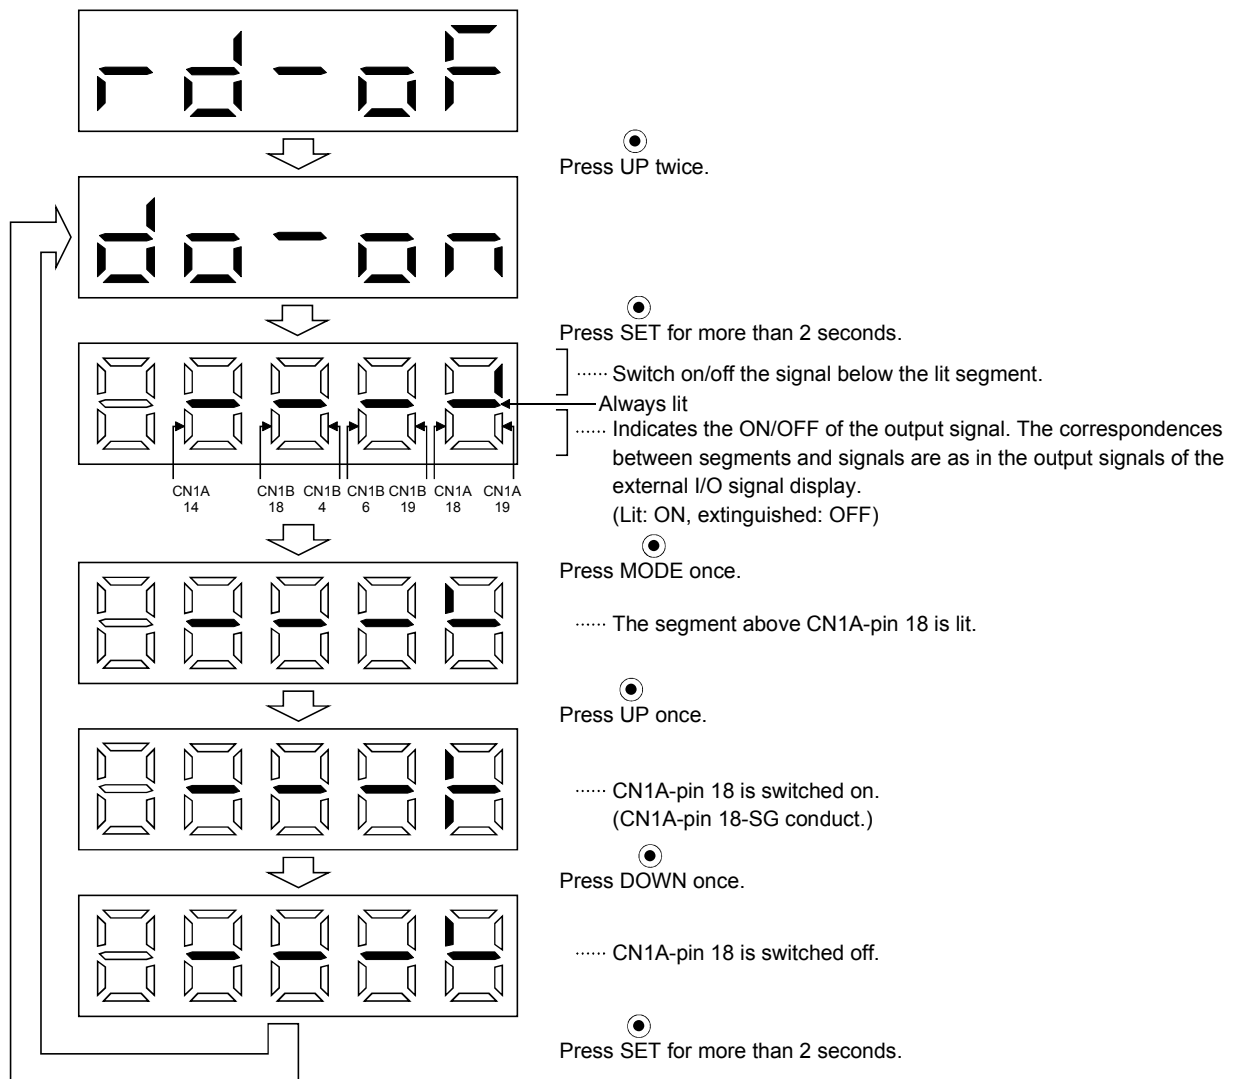 rd-oF
Press UP twice.
do-on
Press SET for more than 2 seconds.
······ Switch on/off the signal below the lit segment.
Always lit
······ Indicates the ON/OFF of the output signal. The correspondences
between segments and signals are as in the output signals of the
external I/O signal display.
(Lit: ON, extinguished: OFF)
CN1A CN1B CN1B CN1B CN1B CN1A CN1A
14 18 4 6 19 18 19
Press MODE once.
······ The segment above CN1A-pin 18 is lit.
Press UP once.
······ CN1A-pin 18 is switched on.
(CN1A-pin 18-SG conduct.)
Press DOWN once.
······ CN1A-pin 18 is switched off.
Press SET for more than 2 seconds.